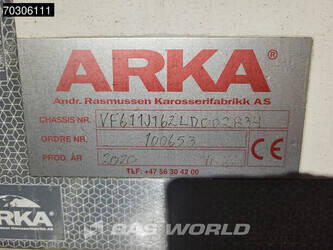 70306111
ARKA®
Andr. Rasmussen Karosserifabrikk AS
CHASSIS NR. VF611J162LD002834
ORDRE NR. 100653
PROD. ÅR 2020
CE
TLF: +47 56 30 42 00
ARKA
BAS WORLD